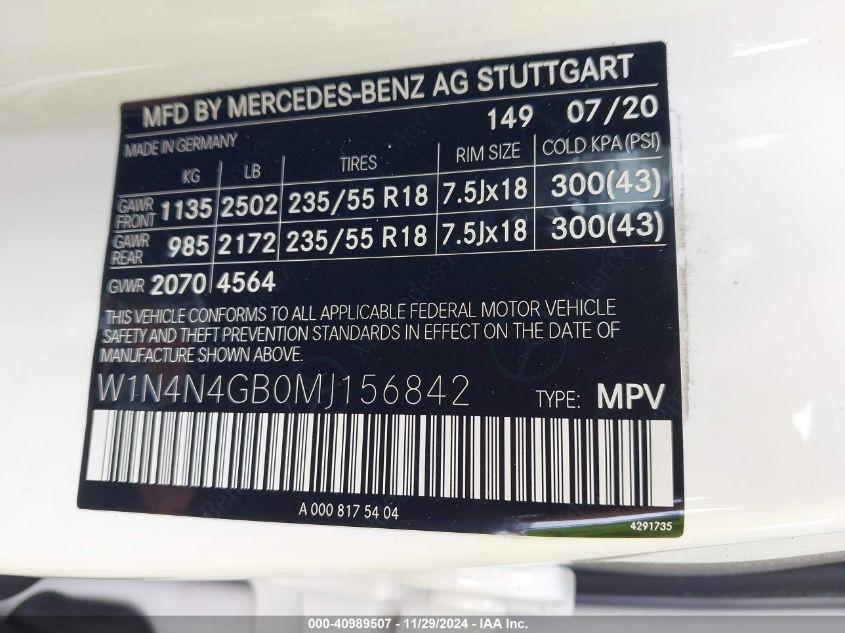 MFD BY MERCEDES-BENZ AG STUTTGART
MADE IN GERMANY 149 07/20
KG LB TIRES RIM SIZE COLD KPA (PSI)
GAWR FRONT 1135 2502 235/55 R18 7.5Jx18 300(43)
GAWR REAR 985 2172 235/55 R18 7.5Jx18 300(43)
GVWR 2070 4564
THIS VEHICLE CONFORMS TO ALL APPLICABLE FEDERAL MOTOR VEHICLE
SAFETY AND THEFT PREVENTION STANDARDS IN EFFECT ON THE DATE OF
MANUFACTURE SHOWN ABOVE.
W1N4N4GB0MJ156842 TYPE: MPV
A 000 817 54 04
4291735
000-40989507 - 11/29/2024 - IAA Inc.